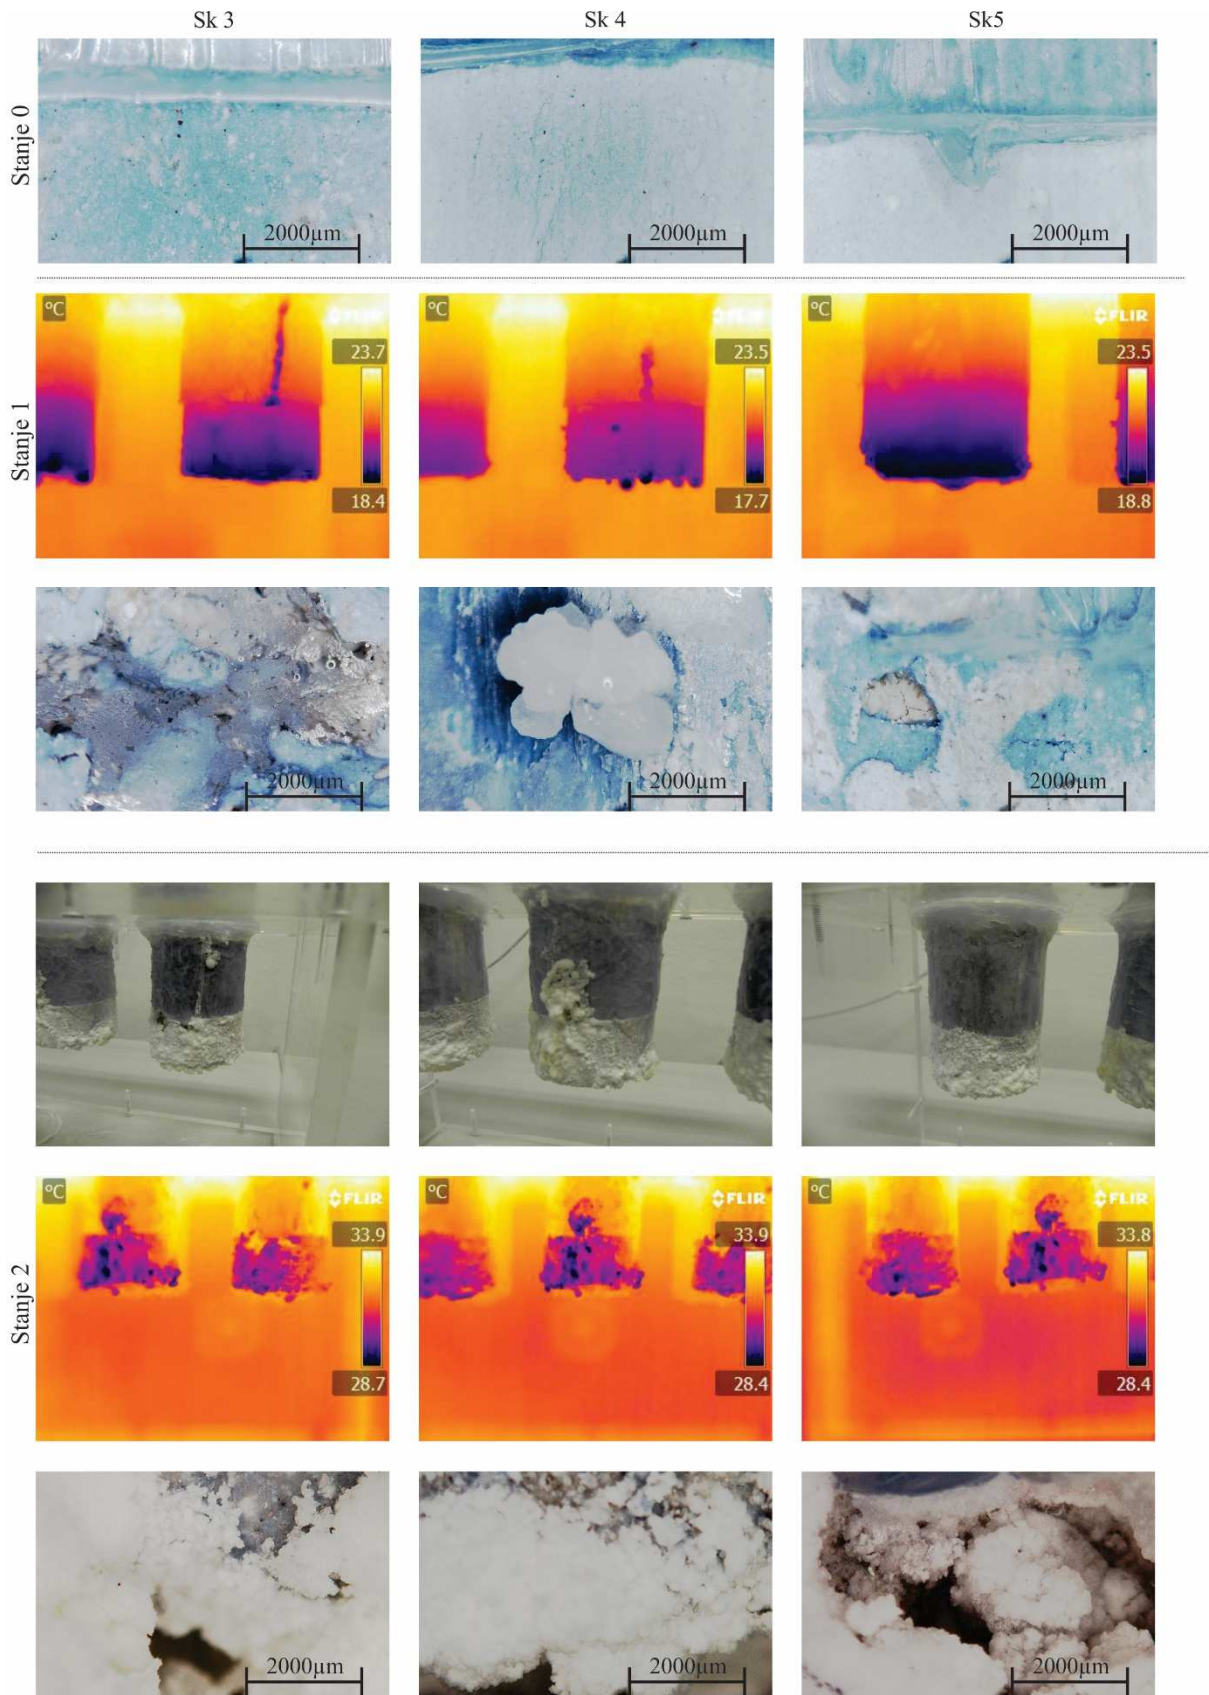 Sk 3 Sk 4 Sk5
Stanje 0
2000µm 2000µm 2000µm
Stanje 1
°C FLIR °C FLIR °C FLIR
23.7 23.5 23.5
18.4 17.7 18.8
2000µm 2000µm 2000µm
Stanje 2
°C FLIR °C FLIR °C FLIR
33.9 33.9 33.8
28.7 28.4 28.4
2000µm 2000µm 2000µm